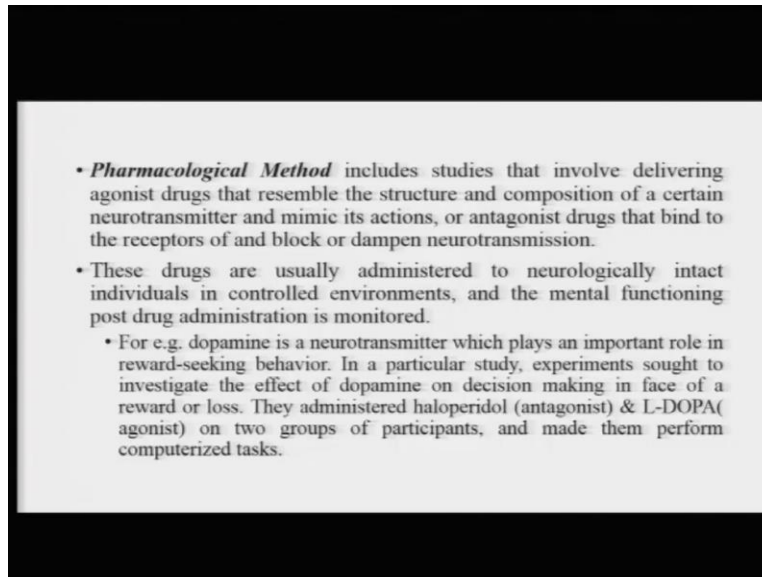 • Pharmacological Method includes studies that involve delivering
agonist drugs that resemble the structure and composition of a certain
neurotransmitter and mimic its actions, or antagonist drugs that bind to
the receptors of and block or dampen neurotransmission.
• These drugs are usually administered to neurologically intact
individuals in controlled environments, and the mental functioning
post drug administration is monitored.
• For e.g. dopamine is a neurotransmitter which plays an important role in
reward-seeking behavior. In a particular study, experiments sought to
investigate the effect of dopamine on decision making in face of a
reward or loss. They administered haloperidol (antagonist) & L-DOPA(
agonist) on two groups of participants, and made them perform
computerized tasks.